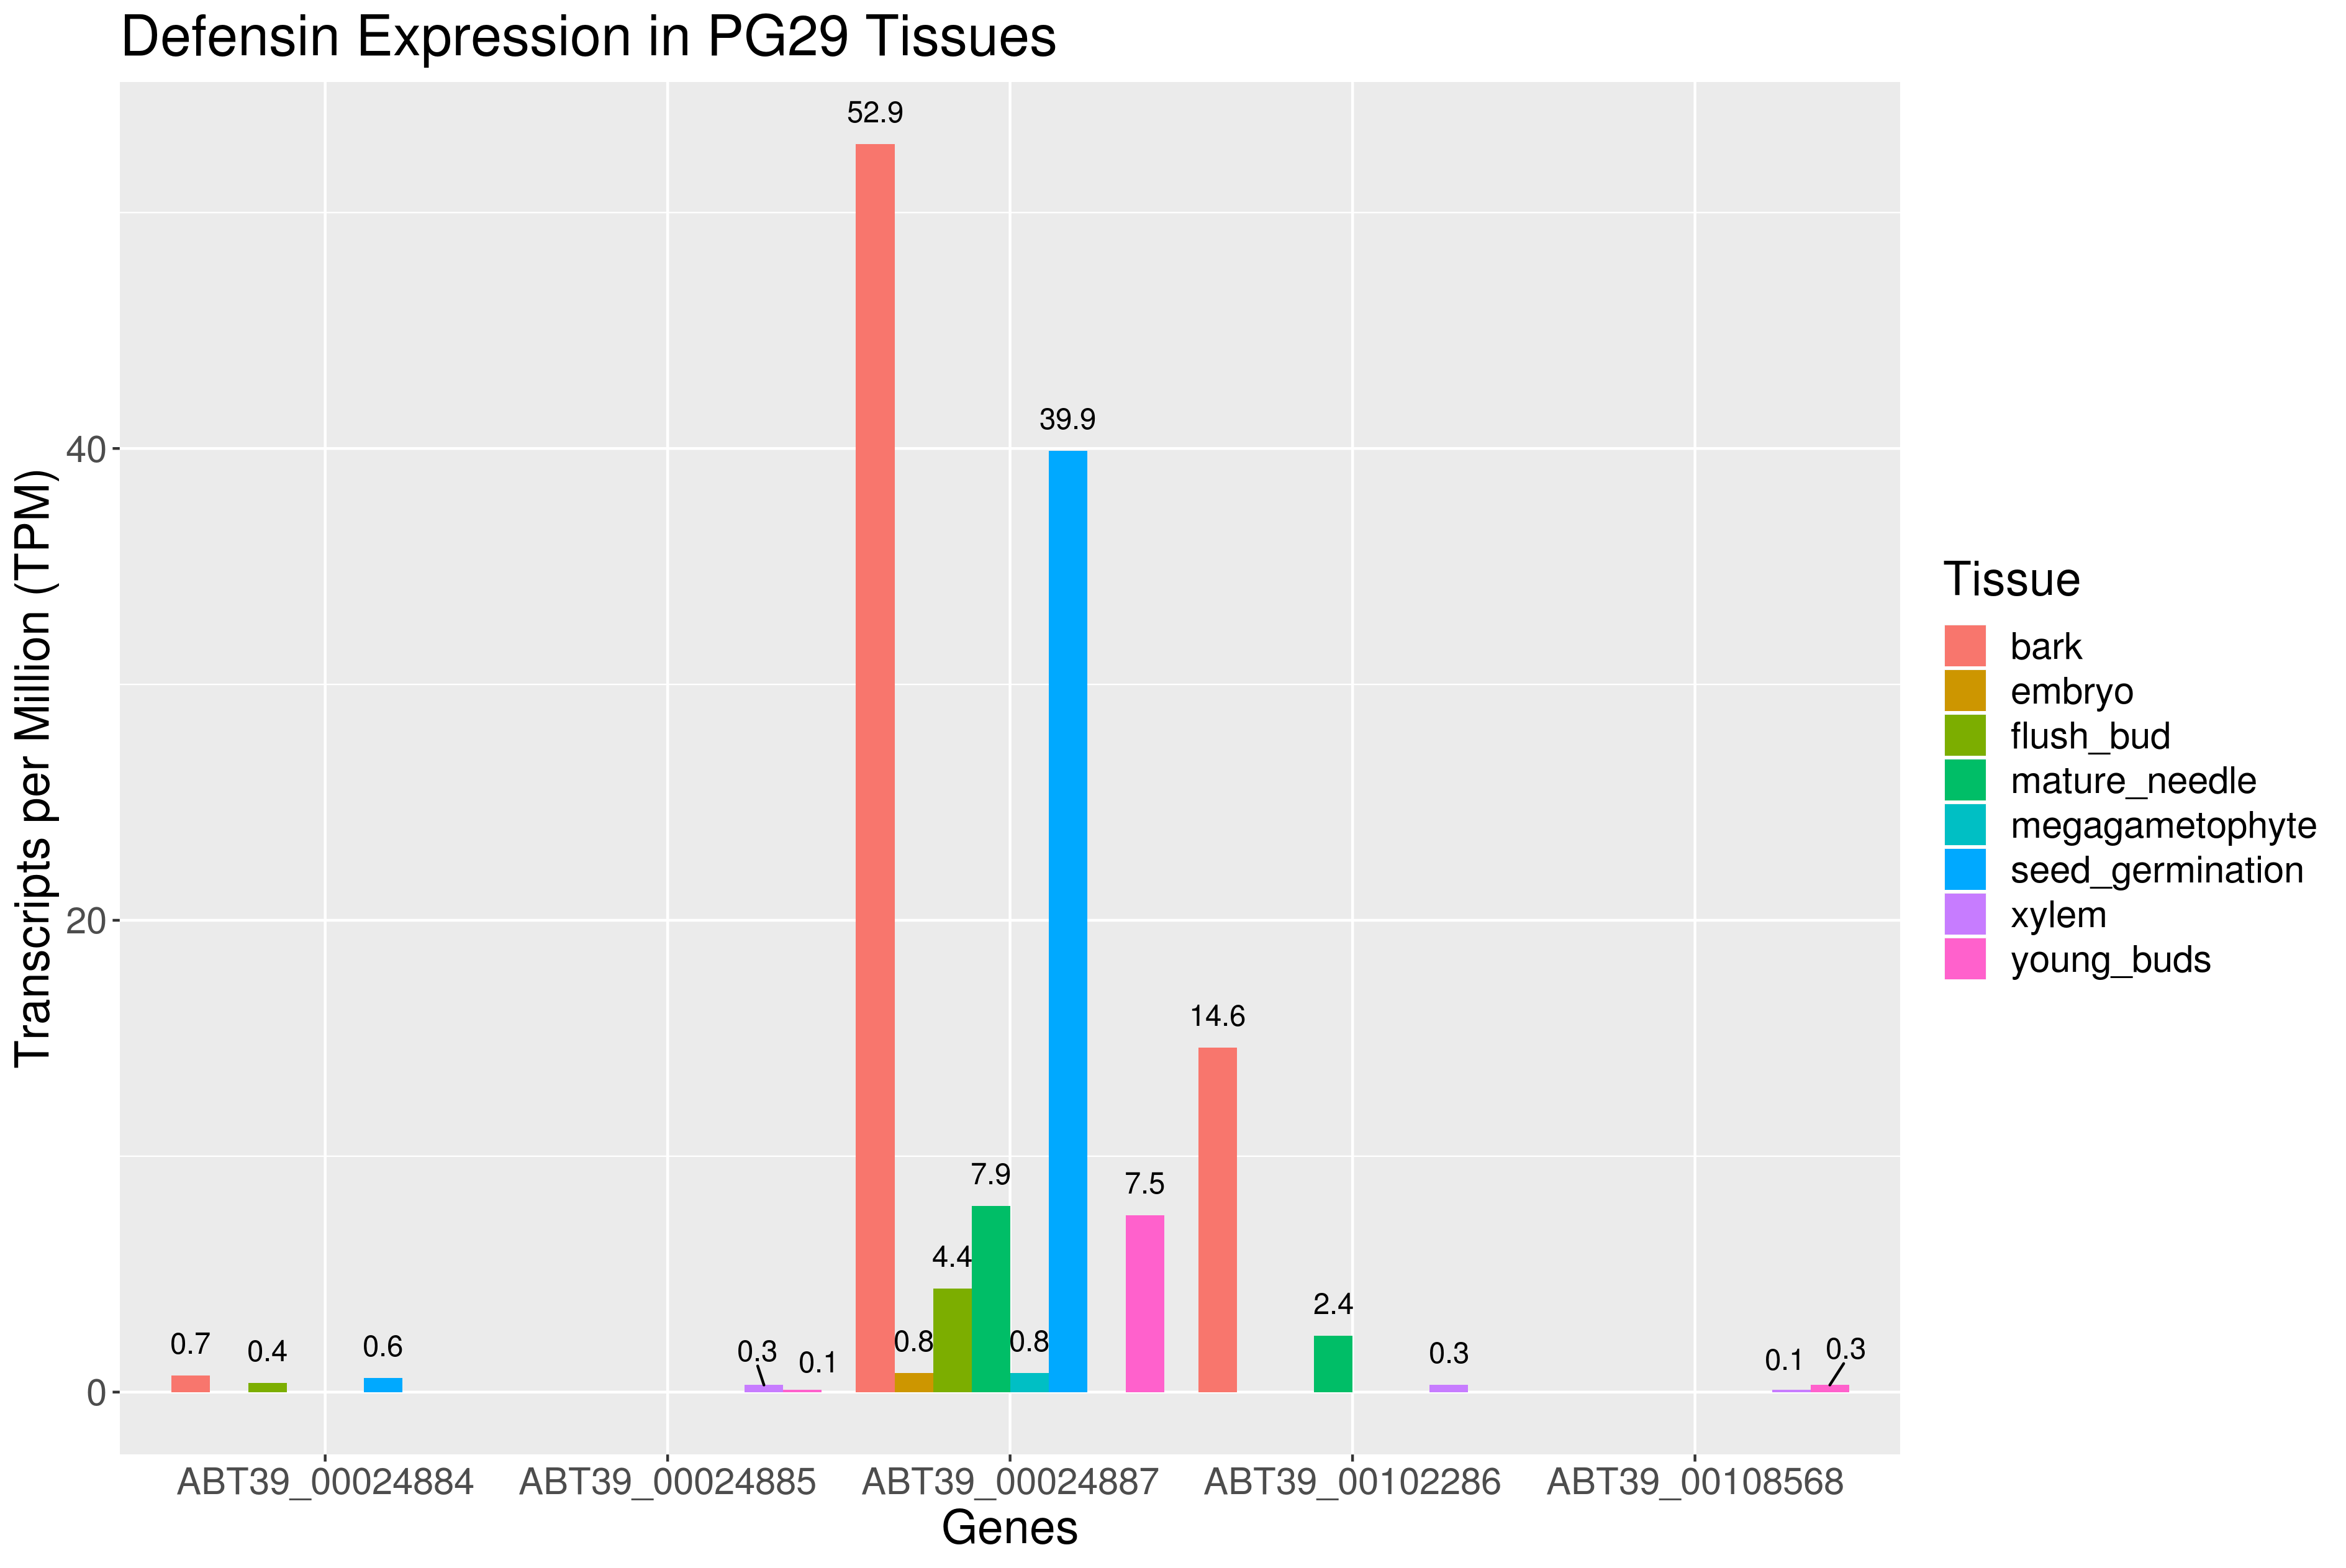 Defensin Expression in PG29 Tissues
Transcripts per Million (TPM)
40
20
0
0.7
0.4
0.6
0.3
0.1
52.9
0.8
4.4
7.9
0.8
39.9
7.5
14.6
2.4
0.3
0.1
0.3
ABT39_00024884
ABT39_00024885
ABT39_00024887
ABT39_00102286
ABT39_00108568
Genes
Tissue
bark
embryo
flush_bud
mature_needle
megagametophyte
seed_germination
xylem
young_buds